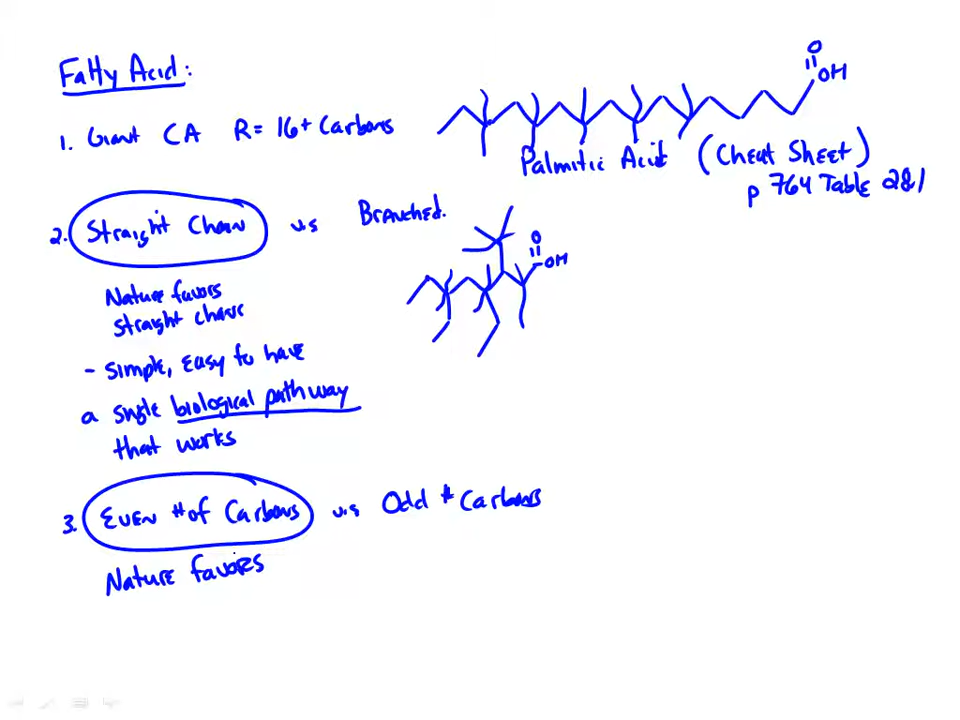 Fatty Acid:
O
OH
1. Giant CA R = 16+ Carbons
Palmitic Acid (Cheat Sheet)
p 764 Table 28.1
2. Straight Chain v.s Branched.
O
OH
Nature favors
straight chains
- simple, easy to have
a single biological pathway
that works
3. Even # of Carbons v.s Odd # Carbons
Nature favors